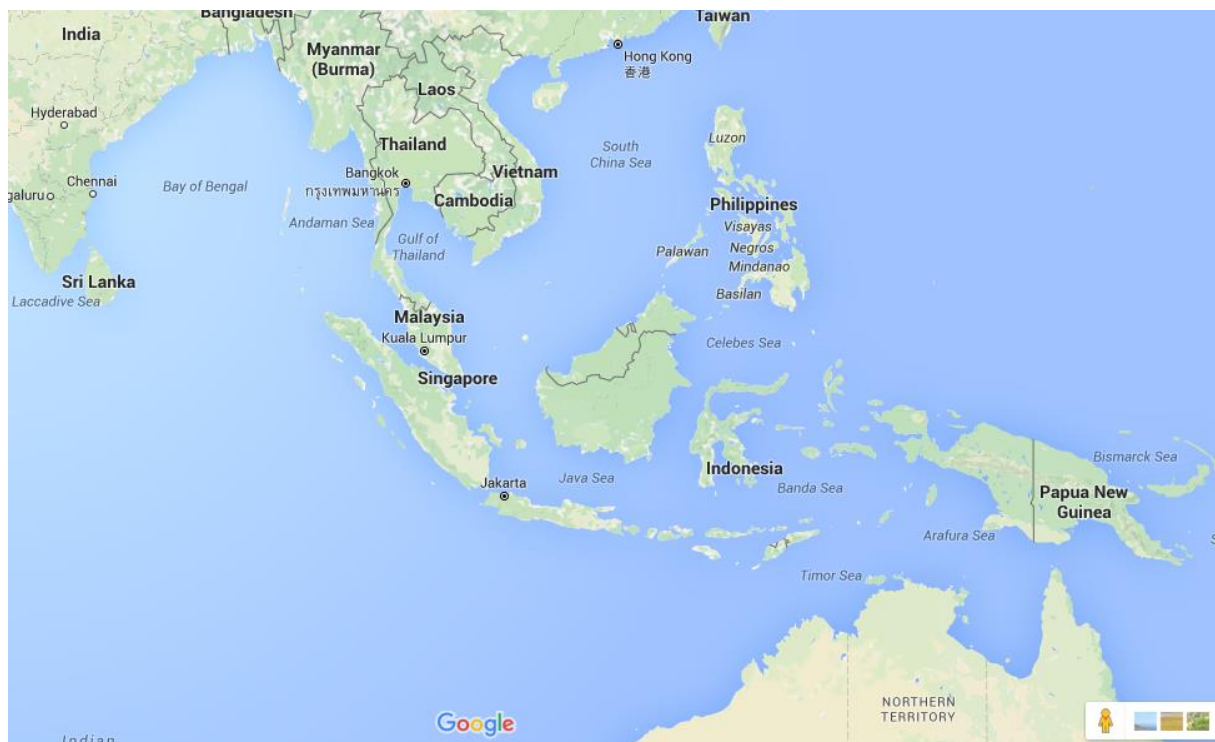 Bangladesh
Taiwan
India
Myanmar
(Burma)
Hong Kong
香港
Laos
Hyderabad
Luzon
Thailand
South
China Sea
Bangkok
กรุงเทพมหานคร
Vietnam
Chennai
Bay of Bengal
galuru
Cambodia
Philippines
Andaman Sea
Visayas
Gulf of
Thailand
Palawan
Negros
Mindanao
Sri Lanka
Basilan
Laccadive Sea
Malaysia
Kuala Lumpur
Celebes Sea
Singapore
Bismarck Sea
Indonesia
Java Sea
Jakarta
Banda Sea
Papua New
Guinea
Arafura Sea
Timor Sea
NORTHERN
TERRITORY
Google
Indian